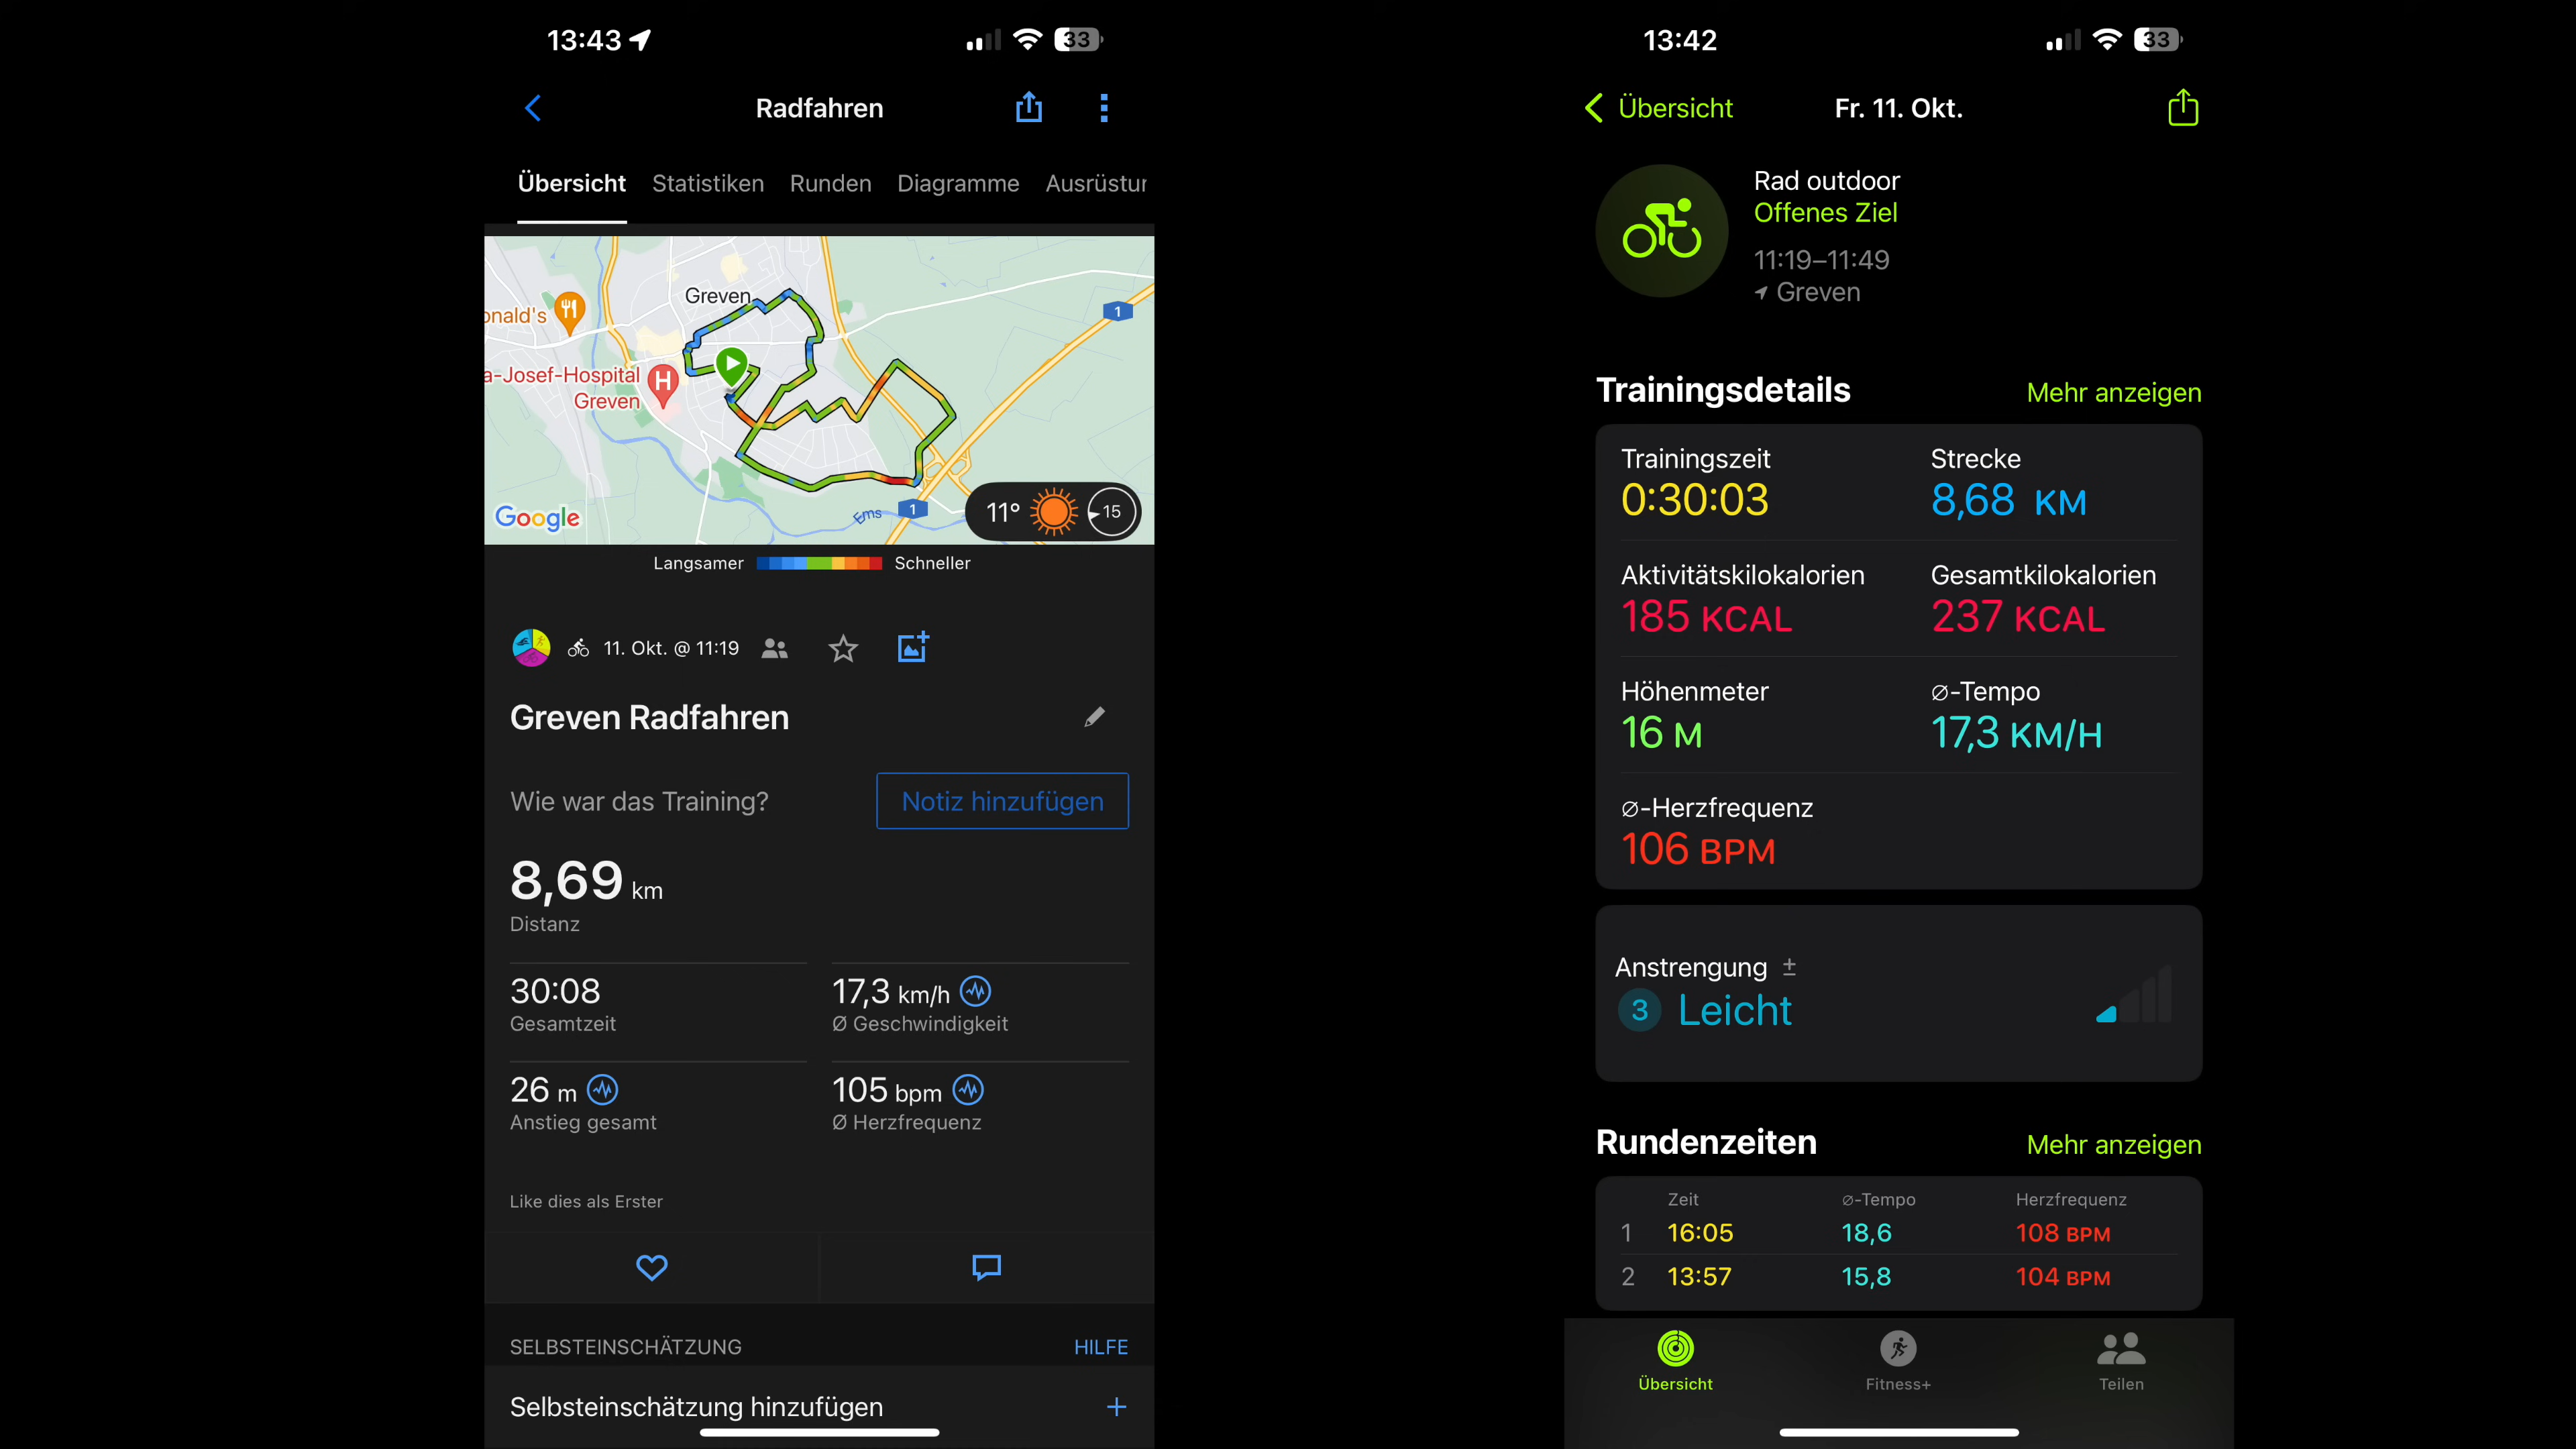 13:43
33
Radfahren
Übersicht Statistiken Runden Diagramme Ausrüstur
Greven
onald's
a-Josef-Hospital
Greven
H
1
Ems
1
Google
11° 15
Langsamer Schneller
11. Okt. @ 11:19
Greven Radfahren
Wie war das Training? Notiz hinzufügen
8,69 km
Distanz
30:08 17,3 km/h
Gesamtzeit Ø Geschwindigkeit
26 m 105 bpm
Anstieg gesamt Ø Herzfrequenz
Like dies als Erster
SELBSTEINSCHÄTZUNG HILFE
Selbsteinschätzung hinzufügen +
13:42
33
Übersicht Fr. 11. Okt.
Rad outdoor
Offenes Ziel
11:19–11:49
Greven
Trainingsdetails Mehr anzeigen
Trainingszeit Strecke
0:30:03 8,68 KM
Aktivitätskilokalorien Gesamtkilokalorien
185 KCAL 237 KCAL
Höhenmeter ⌀-Tempo
16 M 17,3 KM/H
⌀-Herzfrequenz
106 BPM
Anstrengung ±
3 Leicht
Rundenzeiten Mehr anzeigen
Zeit ⌀-Tempo Herzfrequenz
1 16:05 18,6 108 BPM
2 13:57 15,8 104 BPM
Übersicht Fitness+ Teilen